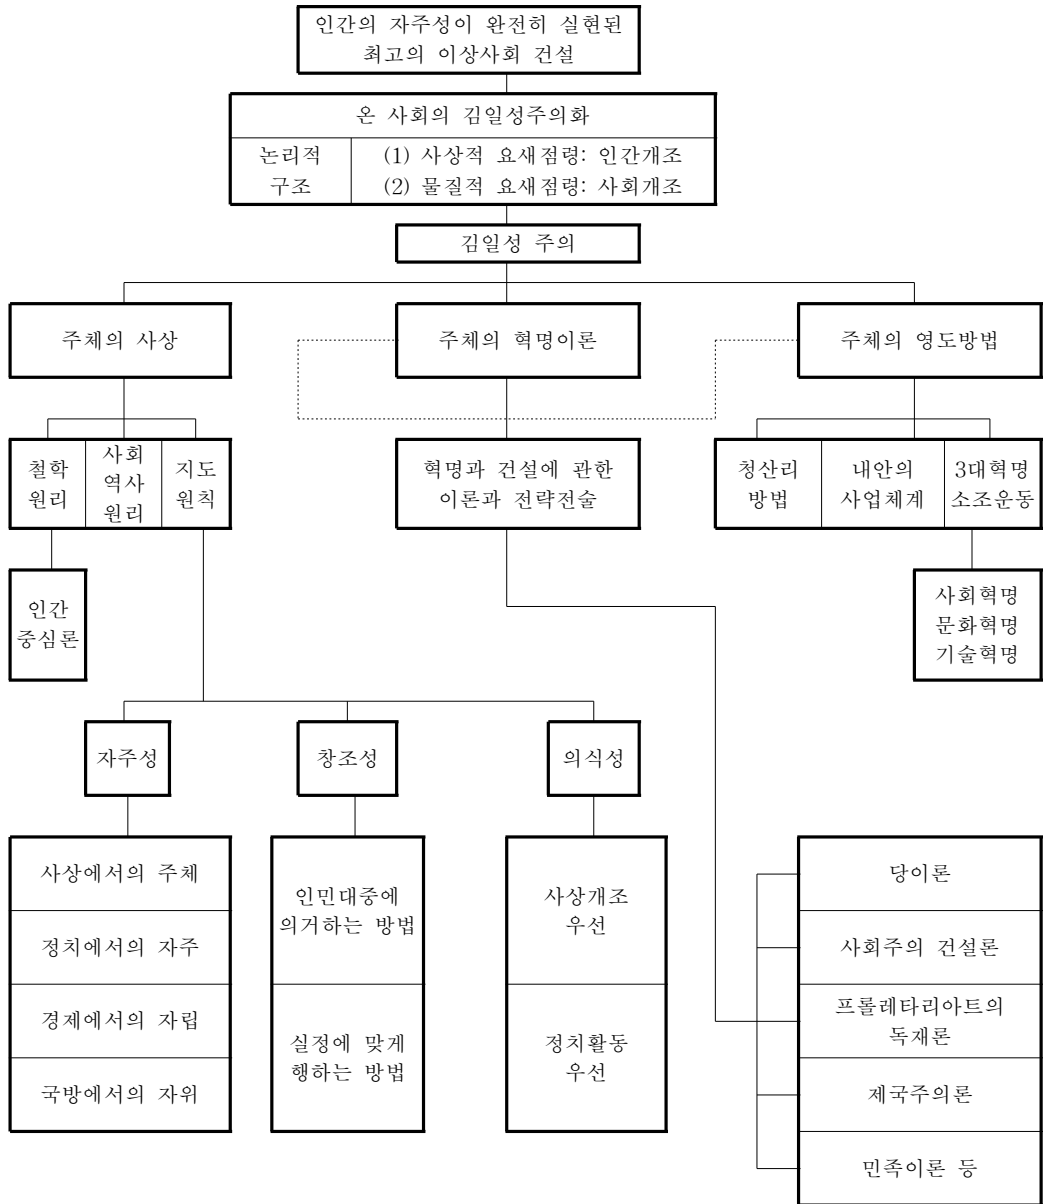 인간의 자주성이 완전히 실현된
최고의 이상사회 건설
온 사회의 김일성주의화
논리적
구조
(1) 사상적 요새점령: 인간개조
(2) 물질적 요새점령: 사회개조
김일성 주의
주체의 사상
주체의 혁명이론
주체의 영도방법
철학
원리
사회
역사
원리
지도
원칙
혁명과 건설에 관한
이론과 전략전술
청산리
방법
내안의
사업체계
3대혁명
소조운동
인간
중심론
사회혁명
문화혁명
기술혁명
자주성
창조성
의식성
사상에서의 주체
정치에서의 자주
경제에서의 자립
국방에서의 자위
인민대중에
의거하는 방법
실정에 맞게
행하는 방법
사상개조
우선
정치활동
우선
당이론
사회주의 건설론
프롤레타리아트의
독재론
제국주의론
민족이론 등